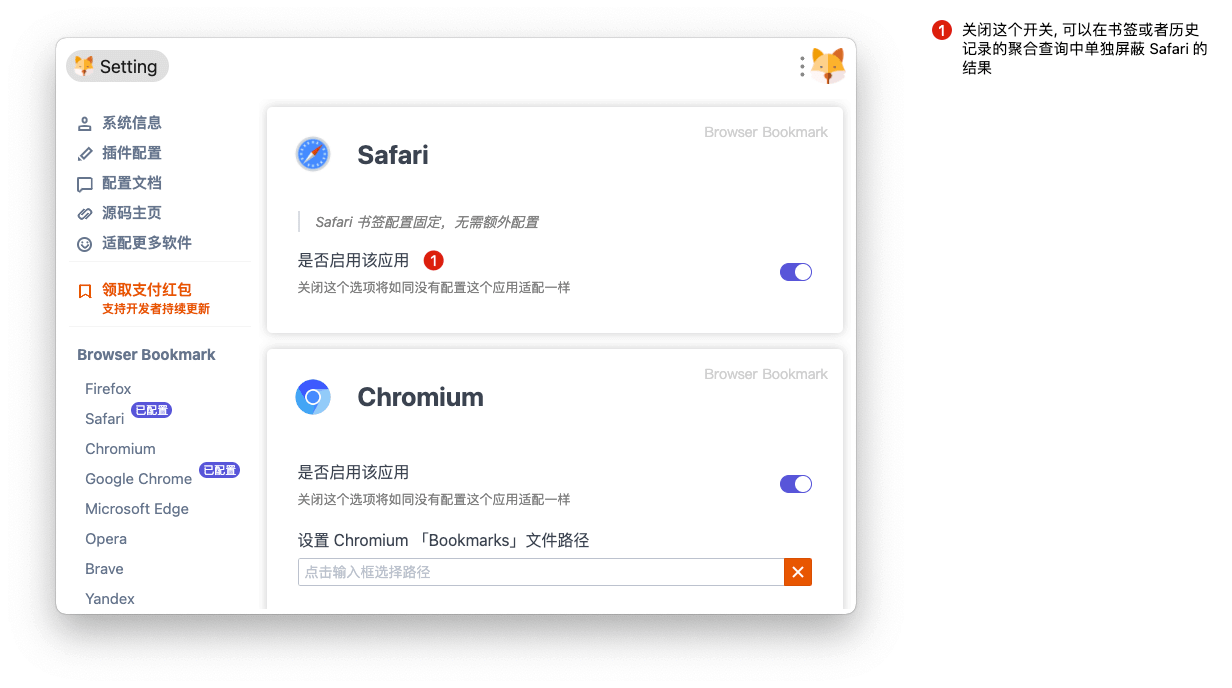 Setting
系统信息
插件配置
配置文档
源码主页
适配更多软件
领取支付红包
支持开发者持续更新
Browser Bookmark
Firefox
Safari 已配置
Chromium
Google Chrome 已配置
Microsoft Edge
Opera
Brave
Yandex
Browser Bookmark
Safari
Safari 书签配置固定，无需额外配置
是否启用该应用 1
关闭这个选项将如同没有配置这个应用适配一样
Browser Bookmark
Chromium
是否启用该应用
关闭这个选项将如同没有配置这个应用适配一样
设置 Chromium 「Bookmarks」文件路径
点击输入框选择路径
1 关闭这个开关, 可以在书签或者历史
记录的聚合查询中单独屏蔽 Safari 的
结果